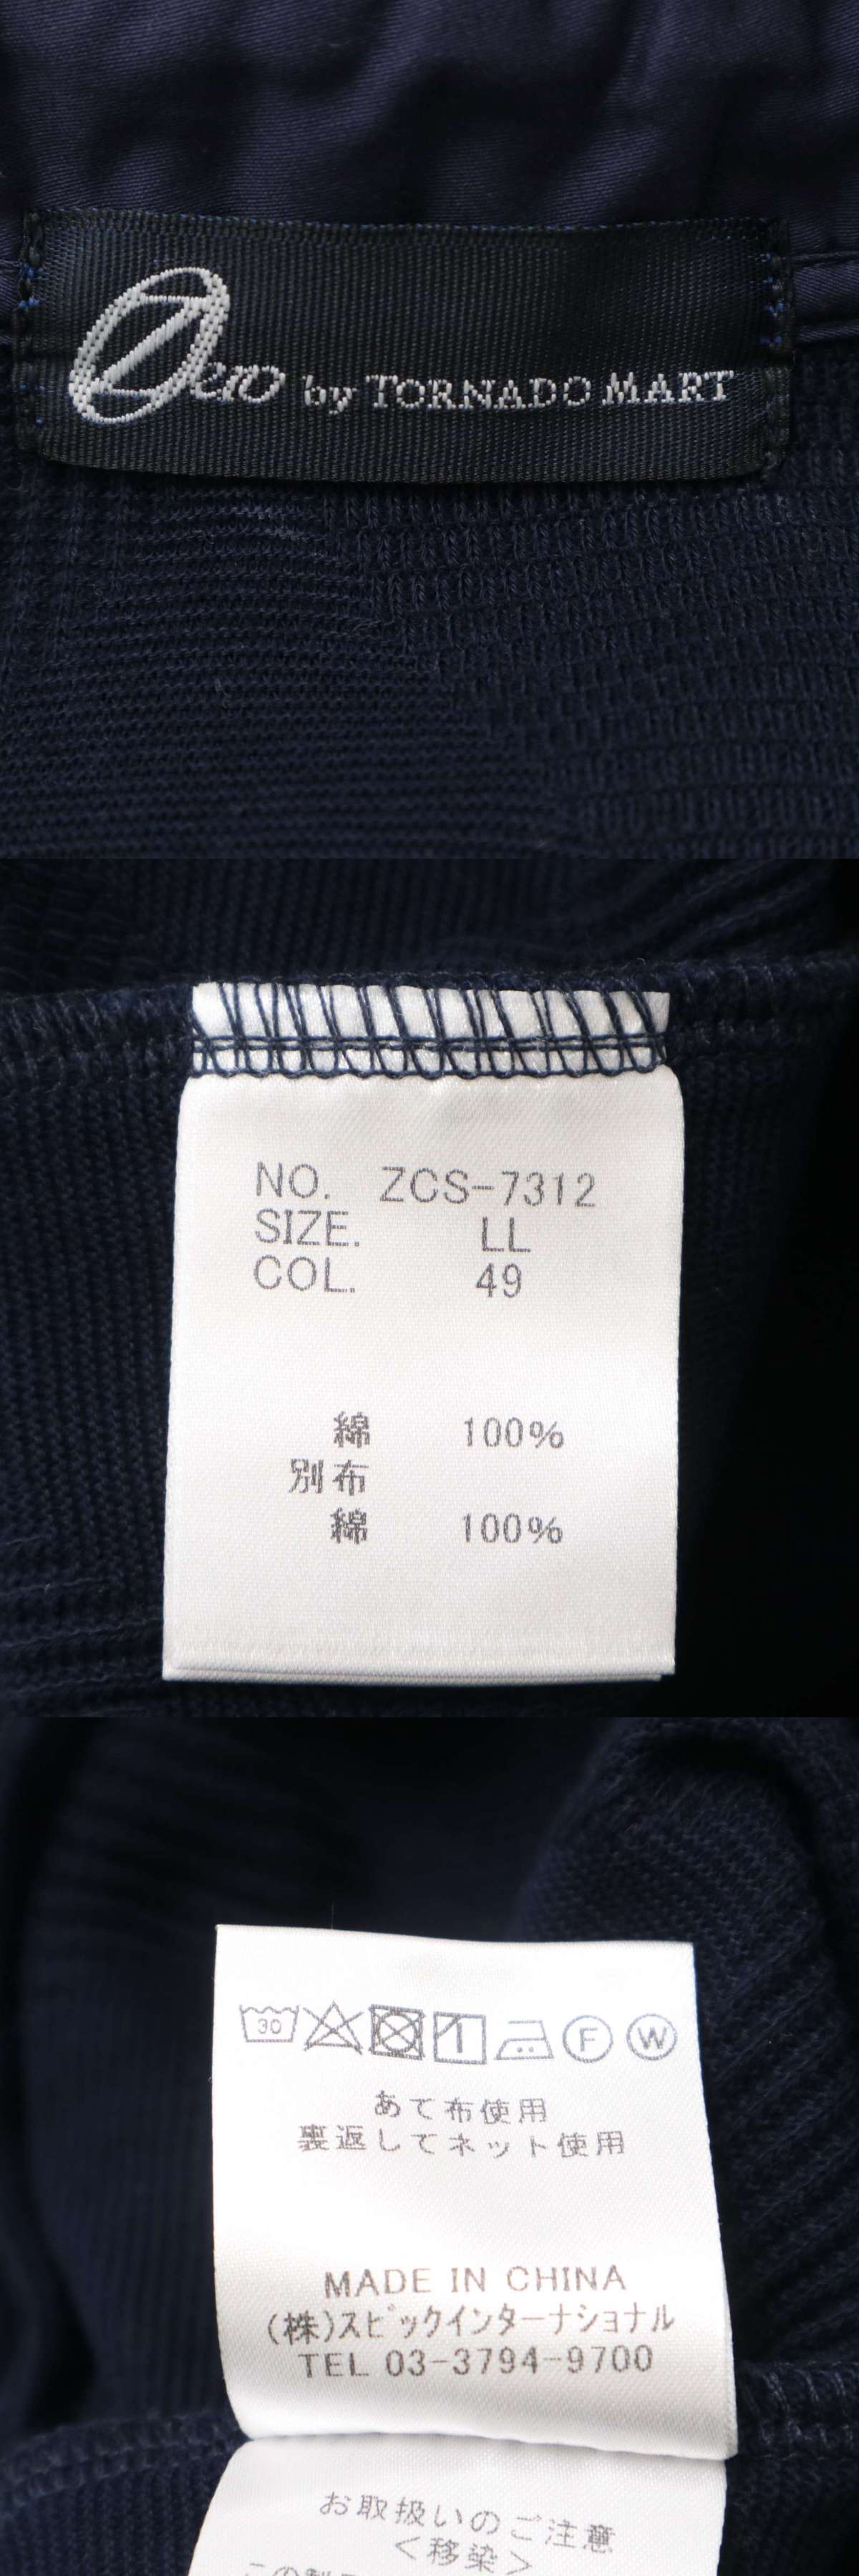 Zero by TORNADO MART
NO. ZCS-7312
SIZE. LL
COL. 49
綿 100%
別布
綿 100%
30 F W
あて布使用
裏返してネット使用
MADE IN CHINA
(株)スピックインターナショナル
TEL 03-3794-9700
お取扱いのご注意
<移染>